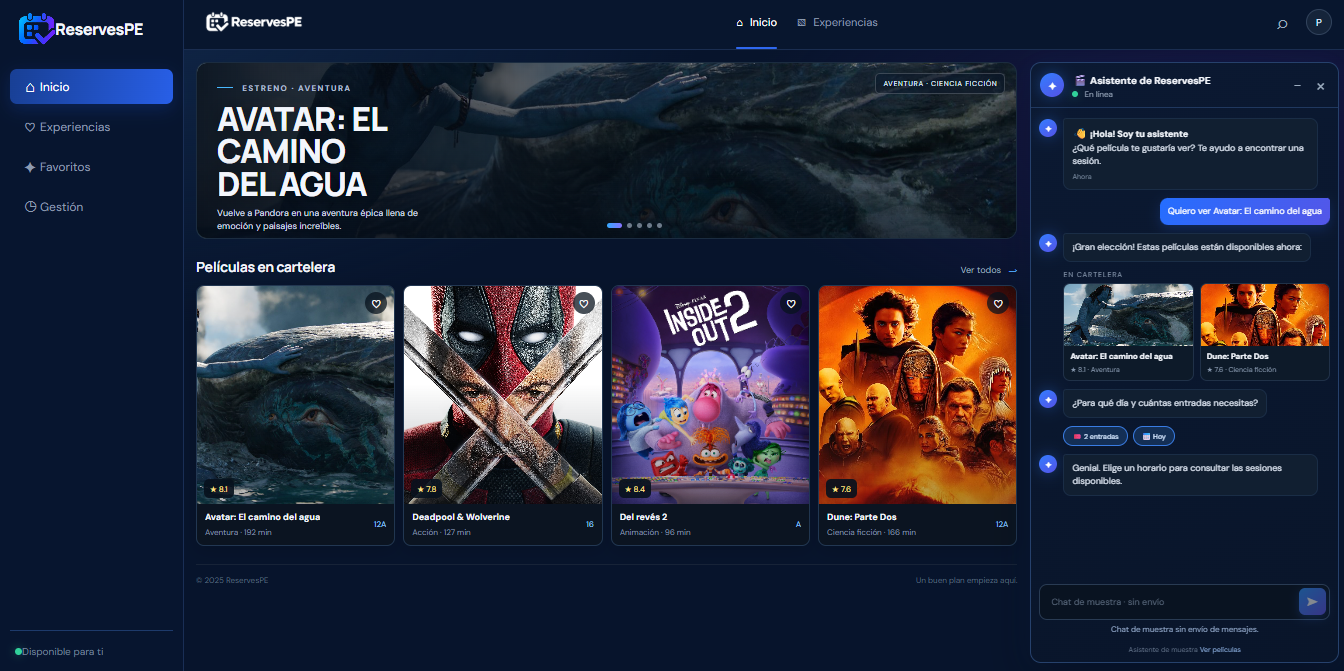 ReservesPE
Inicio
Experiencias
Favoritos
Gestión
Disponible para ti
ReservesPE
Inicio
Experiencias
P
ESTRENO · AVENTURA
AVENTURA · CIENCIA FICCIÓN
AVATAR: EL
CAMINO
DEL AGUA
Vuelve a Pandora en una aventura épica llena de
emoción y paisajes increíbles.
Películas en cartelera
Ver todos →
★ 8.1
Avatar: El camino del agua
Aventura · 192 min
12A
★ 7.8
Deadpool & Wolverine
Acción · 127 min
16
Disney PIXAR
INSIDE
OUT 2
★ 8.4
Del revés 2
Animación · 96 min
A
★ 7.6
Dune: Parte Dos
Ciencia ficción · 166 min
12A
© 2025 ReservesPE
Un buen plan empieza aquí.
Asistente de ReservesPE
En línea
👋 ¡Hola! Soy tu asistente
¿Qué película te gustaría ver? Te ayudo a encontrar una
sesión.
Ahora
Quiero ver Avatar: El camino del agua
¡Gran elección! Estas películas están disponibles ahora:
EN CARTELERA
Avatar: El camino del agua
★ 8.1 · Aventura
Dune: Parte Dos
★ 7.6 · Ciencia ficción
¿Para qué día y cuántas entradas necesitas?
2 entradas
Hoy
Genial. Elige un horario para consultar las sesiones
disponibles.
Chat de muestra · sin envío
Chat de muestra sin envío de mensajes.
Asistente de muestra Ver películas